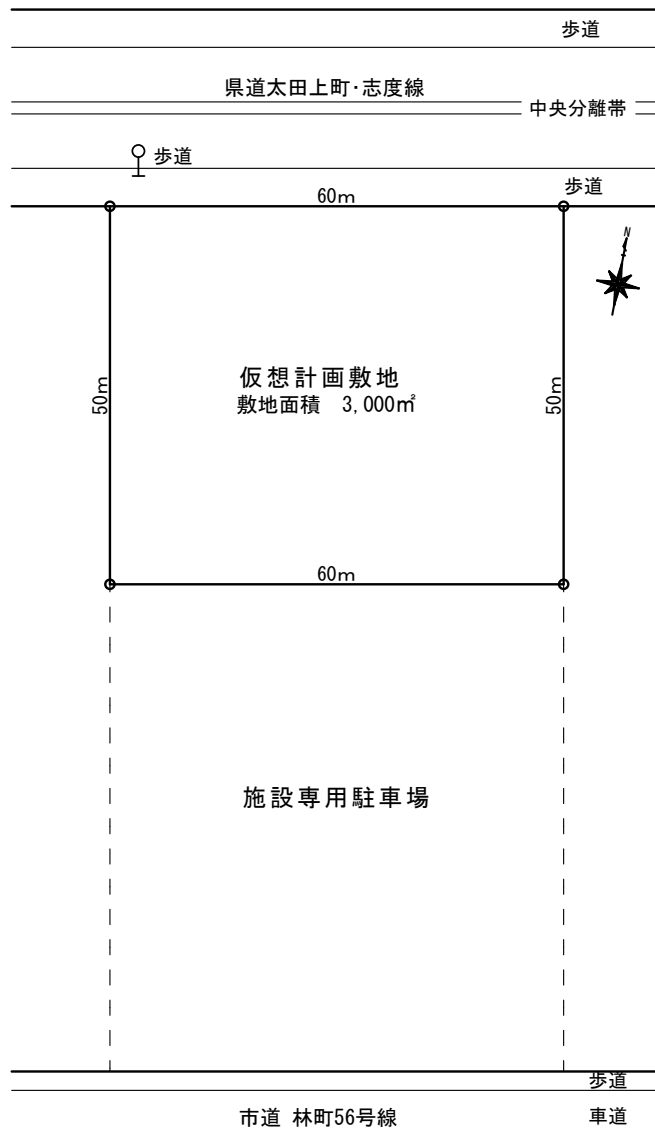 歩道
県道太田上町・志度線
中央分離帯
歩道
歩道
60m
N
仮想計画敷地
敷地面積　3,000㎡
50m
50m
60m
施設専用駐車場
歩道
市道 林町56号線
車道